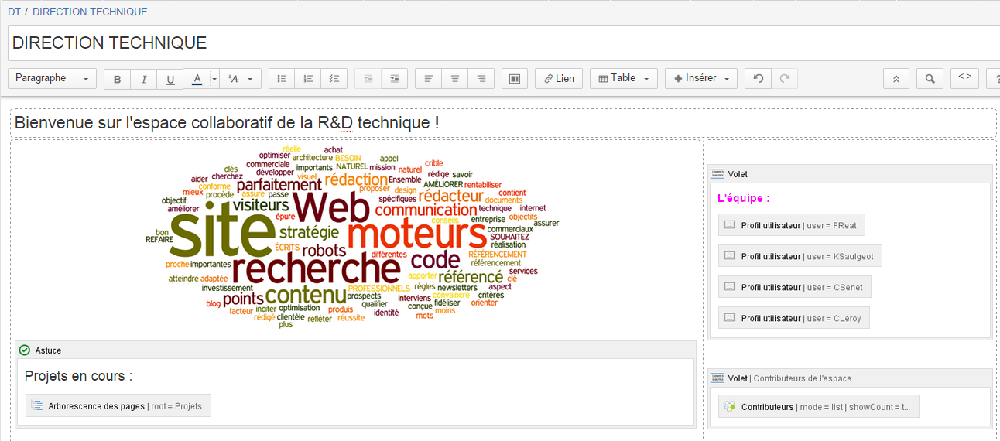 DT / DIRECTION TECHNIQUE
DIRECTION TECHNIQUE
Paragraphe B I U A A Lien Table Insérer < > ?
Bienvenue sur l'espace collaboratif de la R&D technique !
réelle achat
optimiser architecture BESOIN appel
commerciale importants NATUREL mission naturel crible
clés développer visuel rédaction Ensemble rédige savoir
aider cherchez parfaitement proposer design AMÉLIORER rentabiliser
mieux conforme procède assure passe spécifiques rédacteur contient documents
objectif améliorer visiteurs Web communication technique internet
épure conseils entreprise objectifs assurer
bon site stratégie moteurs commerciaux SOUHAITEZ
REFAIRE ÉCRITS robots différentes code réalisation RÉFÉRENCEMENT
proche importantes recherche référencement
atteindre adaptée apporter référencé clé services
investissement PROFESSIONNELS règles newsletters aspect
blog points contenu prospects interviens convaincre critères
facteur inciter optimisation produis qualifier conçue fidéliser orienter
rédigé clientèle refléter réussite identité mots moins
plus
Astuce
Projets en cours :
Arborescence des pages | root = Projets
Volet
L'équipe :
Profil utilisateur | user = FReat
Profil utilisateur | user = KSaulgeot
Profil utilisateur | user = CSenet
Profil utilisateur | user = CLeroy
Volet | Contributeurs de l'espace
Contributeurs | mode = list | showCount = t...